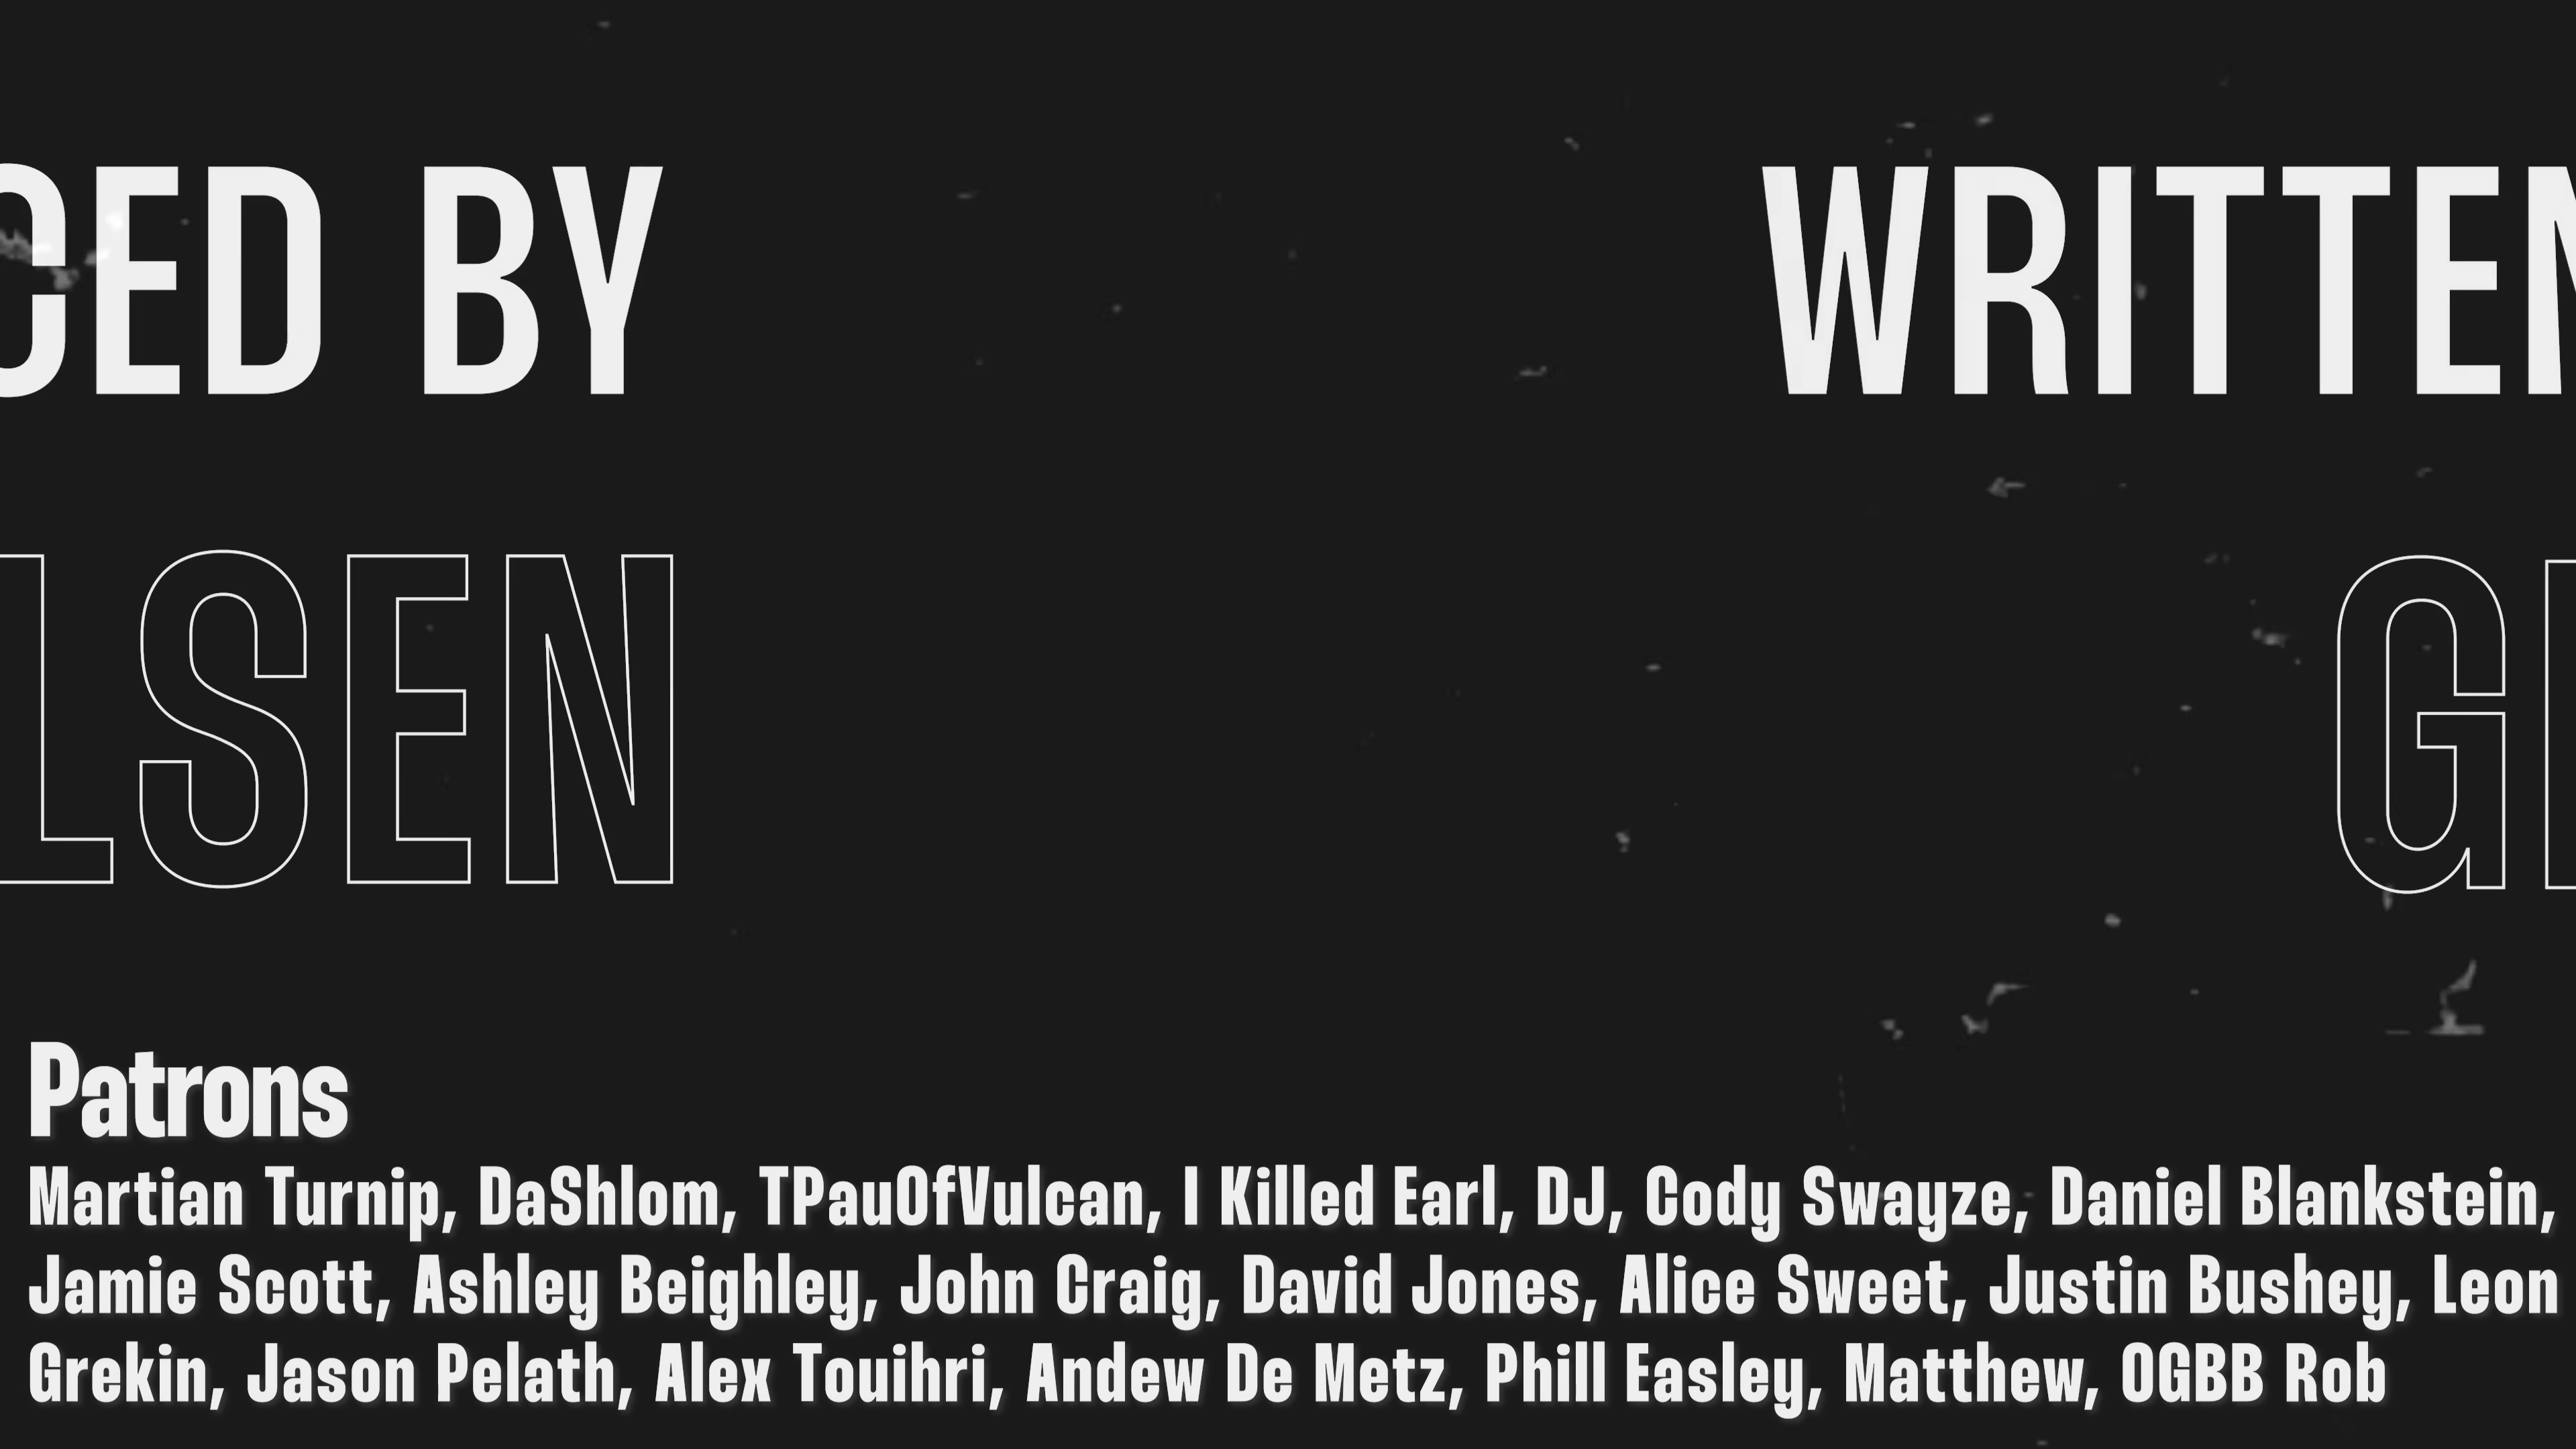 CED BY
WRITTEN
LSEN
G
Patrons
Martian Turnip, DaShlom, TPauOfVulcan, I Killed Earl, DJ, Cody Swayze, Daniel Blankstein,
Jamie Scott, Ashley Beighley, John Craig, David Jones, Alice Sweet, Justin Bushey, Leon
Grekin, Jason Pelath, Alex Touihri, Andew De Metz, Phill Easley, Matthew, OGBB Rob